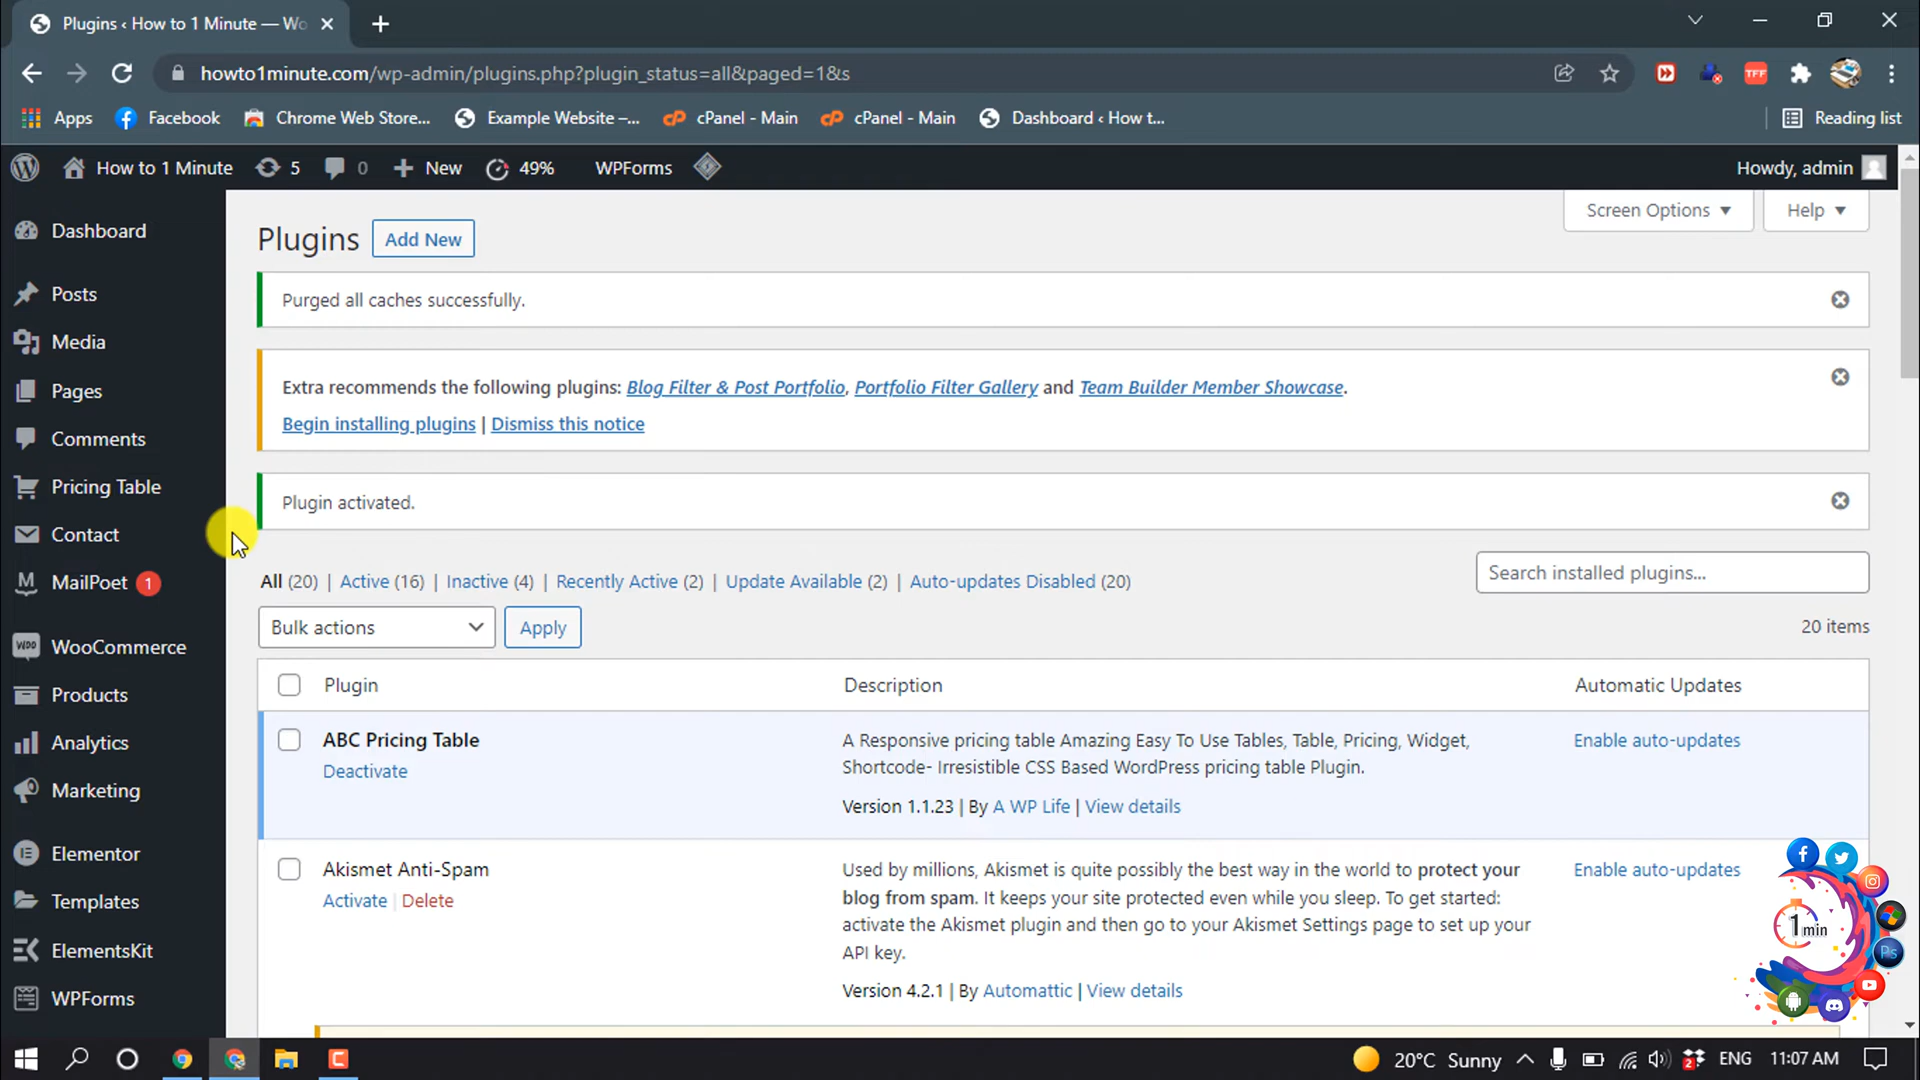 Plugins ‹ How to 1 Minute — Wo
howto1minute.com/wp-admin/plugins.php?plugin_status=all&paged=1&s
TFF
Apps
Facebook
Chrome Web Store...
Example Website –...
cP cPanel - Main
cP cPanel - Main
Dashboard ‹ How t...
Reading list
How to 1 Minute
5
0
New
49%
WPForms
Howdy, admin
Screen Options
Help
Dashboard
Posts
Media
Pages
Comments
Pricing Table
Contact
MailPoet 1
WooCommerce
Products
Analytics
Marketing
Elementor
Templates
ElementsKit
WPForms
Plugins
Add New
Purged all caches successfully.
Extra recommends the following plugins: Blog Filter & Post Portfolio, Portfolio Filter Gallery and Team Builder Member Showcase.
Begin installing plugins | Dismiss this notice
Plugin activated.
All (20) | Active (16) | Inactive (4) | Recently Active (2) | Update Available (2) | Auto-updates Disabled (20)
Search installed plugins...
Bulk actions
Apply
20 items
Plugin
Description
Automatic Updates
ABC Pricing Table
Deactivate
A Responsive pricing table Amazing Easy To Use Tables, Table, Pricing, Widget,
Shortcode- Irresistible CSS Based WordPress pricing table Plugin.
Version 1.1.23 | By A WP Life | View details
Enable auto-updates
Akismet Anti-Spam
Activate | Delete
Used by millions, Akismet is quite possibly the best way in the world to protect your
blog from spam. It keeps your site protected even while you sleep. To get started:
activate the Akismet plugin and then go to your Akismet Settings page to set up your
API key.
Version 4.2.1 | By Automattic | View details
Enable auto-updates
1 min
Ps
20°C Sunny
2
ENG
11:07 AM